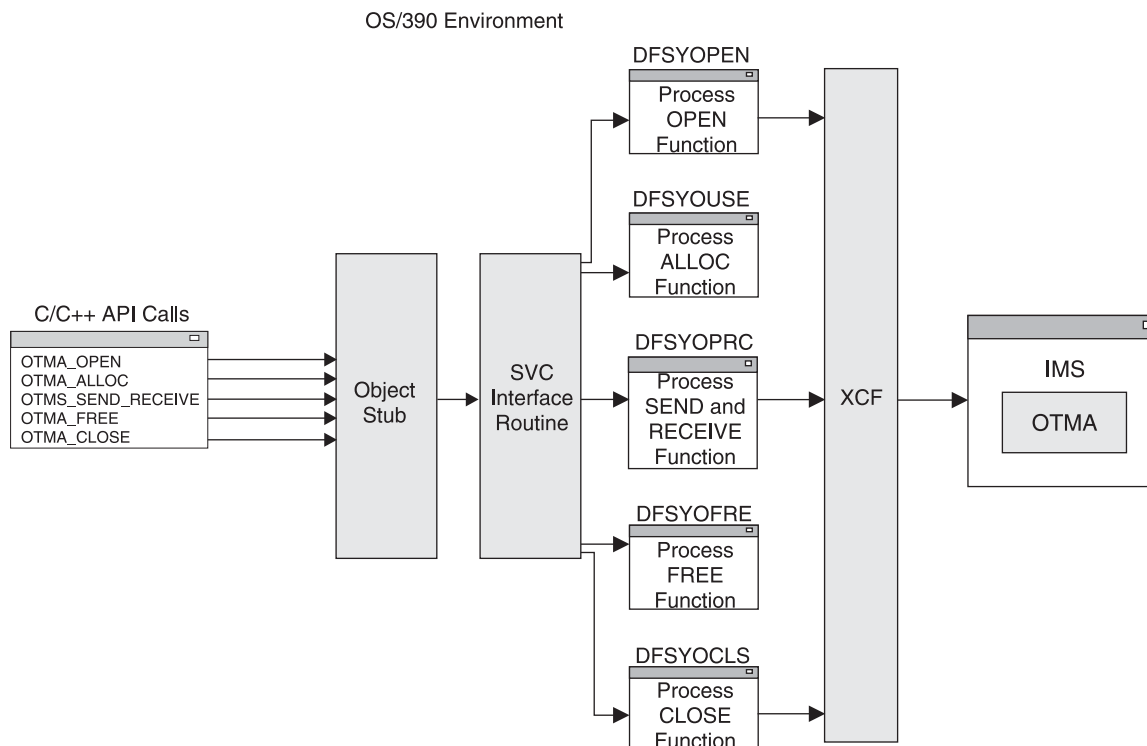 OS/390 Environment
DFSYOPEN
Process
OPEN
Function
DFSYOUSE
Process
ALLOC
Function
C/C++ API Calls
OTMA_OPEN
OTMA_ALLOC
OTMS_SEND_RECEIVE
OTMA_FREE
OTMA_CLOSE
Object
Stub
SVC
Interface
Routine
DFSYOPRC
Process
SEND and
RECEIVE
Function
XCF
IMS
OTMA
DFSYOFRE
Process
FREE
Function
DFSYOCLS
Process
CLOSE
Function